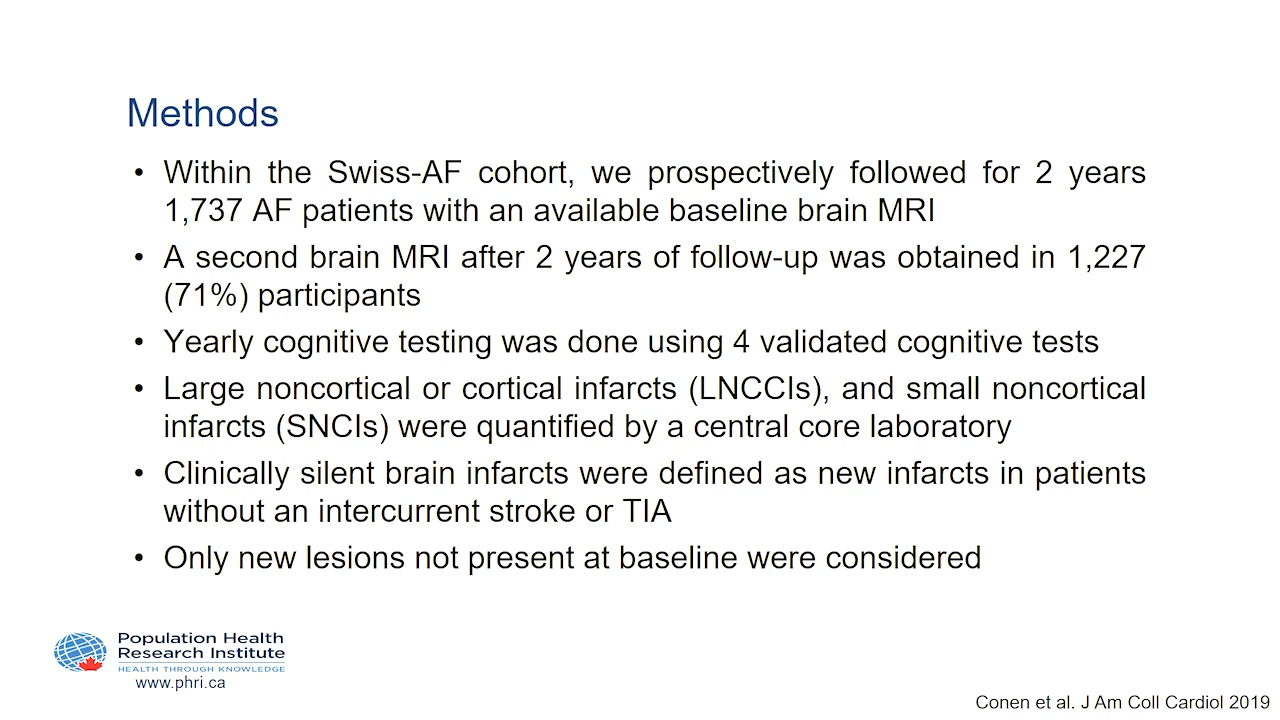 Methods
• Within the Swiss-AF cohort, we prospectively followed for 2 years
1,737 AF patients with an available baseline brain MRI
• A second brain MRI after 2 years of follow-up was obtained in 1,227
(71%) participants
• Yearly cognitive testing was done using 4 validated cognitive tests
• Large noncortical or cortical infarcts (LNCCIs), and small noncortical
infarcts (SNCIs) were quantified by a central core laboratory
• Clinically silent brain infarcts were defined as new infarcts in patients
without an intercurrent stroke or TIA
• Only new lesions not present at baseline were considered
Population Health
Research Institute
HEALTH THROUGH KNOWLEDGE
www.phri.ca
Conen et al. J Am Coll Cardiol 2019